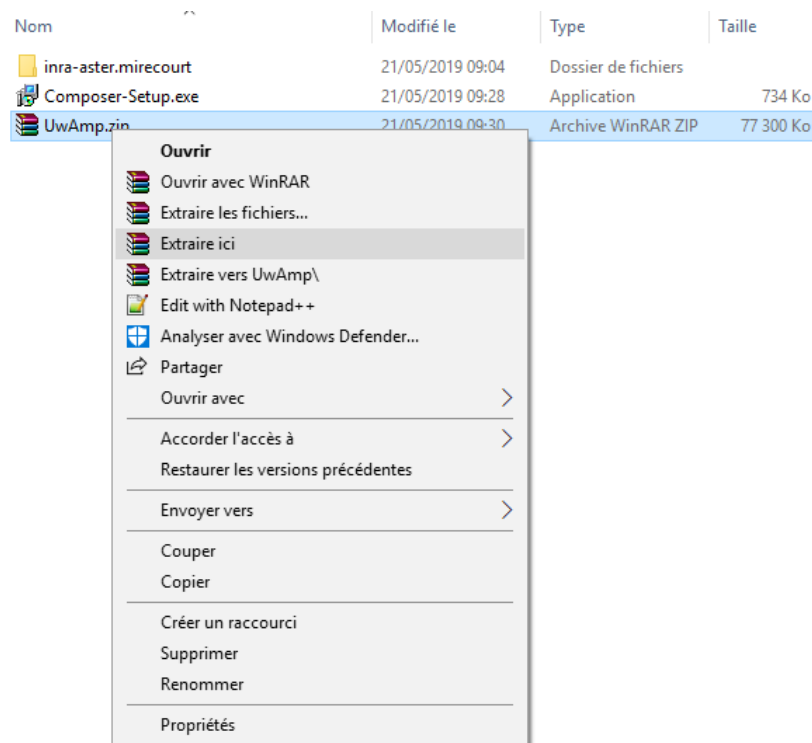 Nom Modifié le Type Taille
inra-aster.mirecourt 21/05/2019 09:04 Dossier de fichiers
Composer-Setup.exe 21/05/2019 09:28 Application 734 Ko
UwAmp.zip 21/05/2019 09:30 Archive WinRAR ZIP 77 300 Ko
Ouvrir
Ouvrir avec WinRAR
Extraire les fichiers...
Extraire ici
Extraire vers UwAmp\
Edit with Notepad++
Analyser avec Windows Defender...
Partager
Ouvrir avec
Accorder l'accès à
Restaurer les versions précédentes
Envoyer vers
Couper
Copier
Créer un raccourci
Supprimer
Renommer
Propriétés